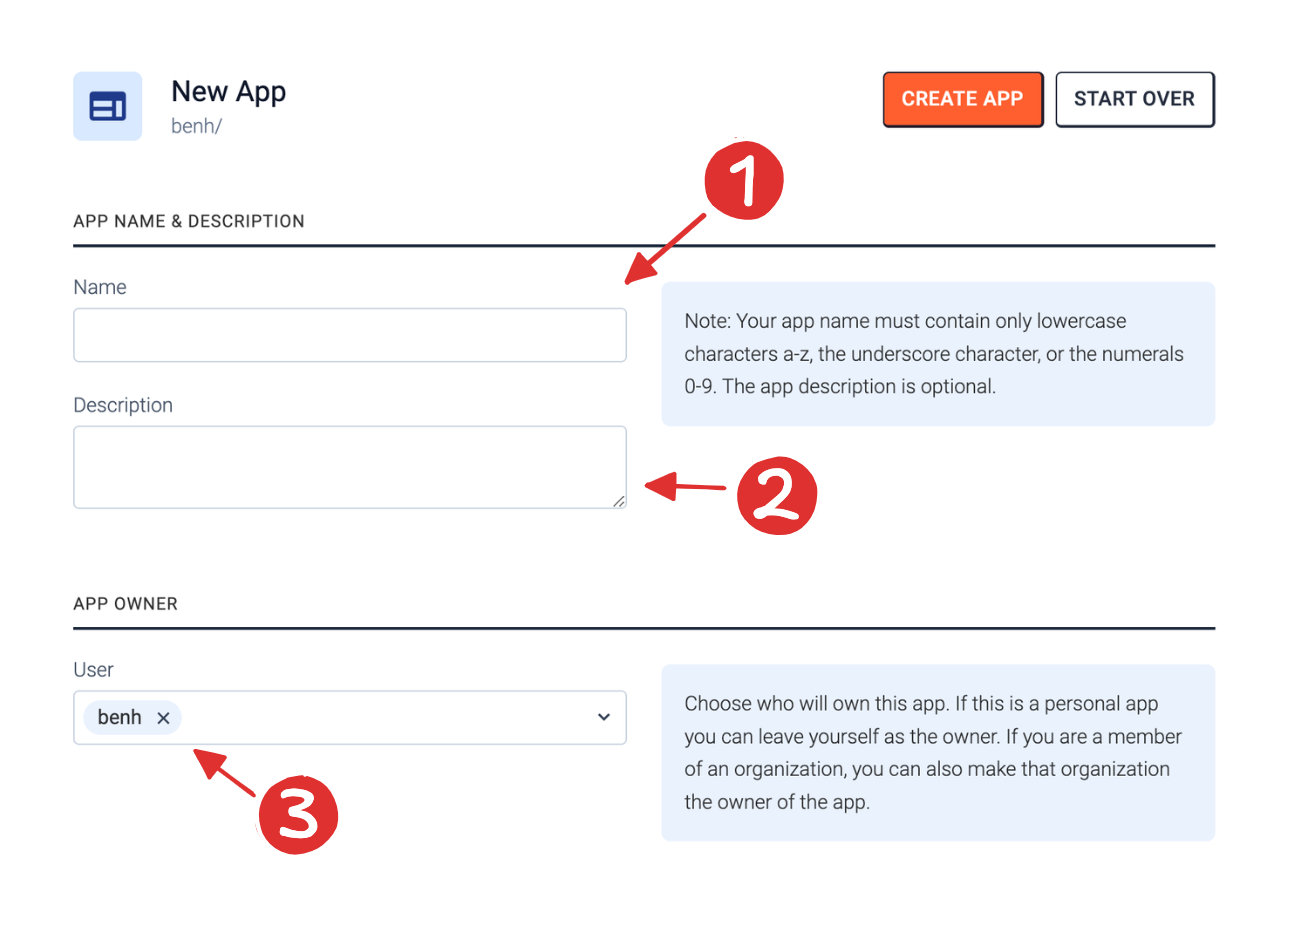 New App
benh/
CREATE APP
START OVER
1
APP NAME & DESCRIPTION
Name
Note: Your app name must contain only lowercase
characters a-z, the underscore character, or the numerals
0-9. The app description is optional.
Description
2
APP OWNER
User
benh
Choose who will own this app. If this is a personal app
you can leave yourself as the owner. If you are a member
of an organization, you can also make that organization
the owner of the app.
3